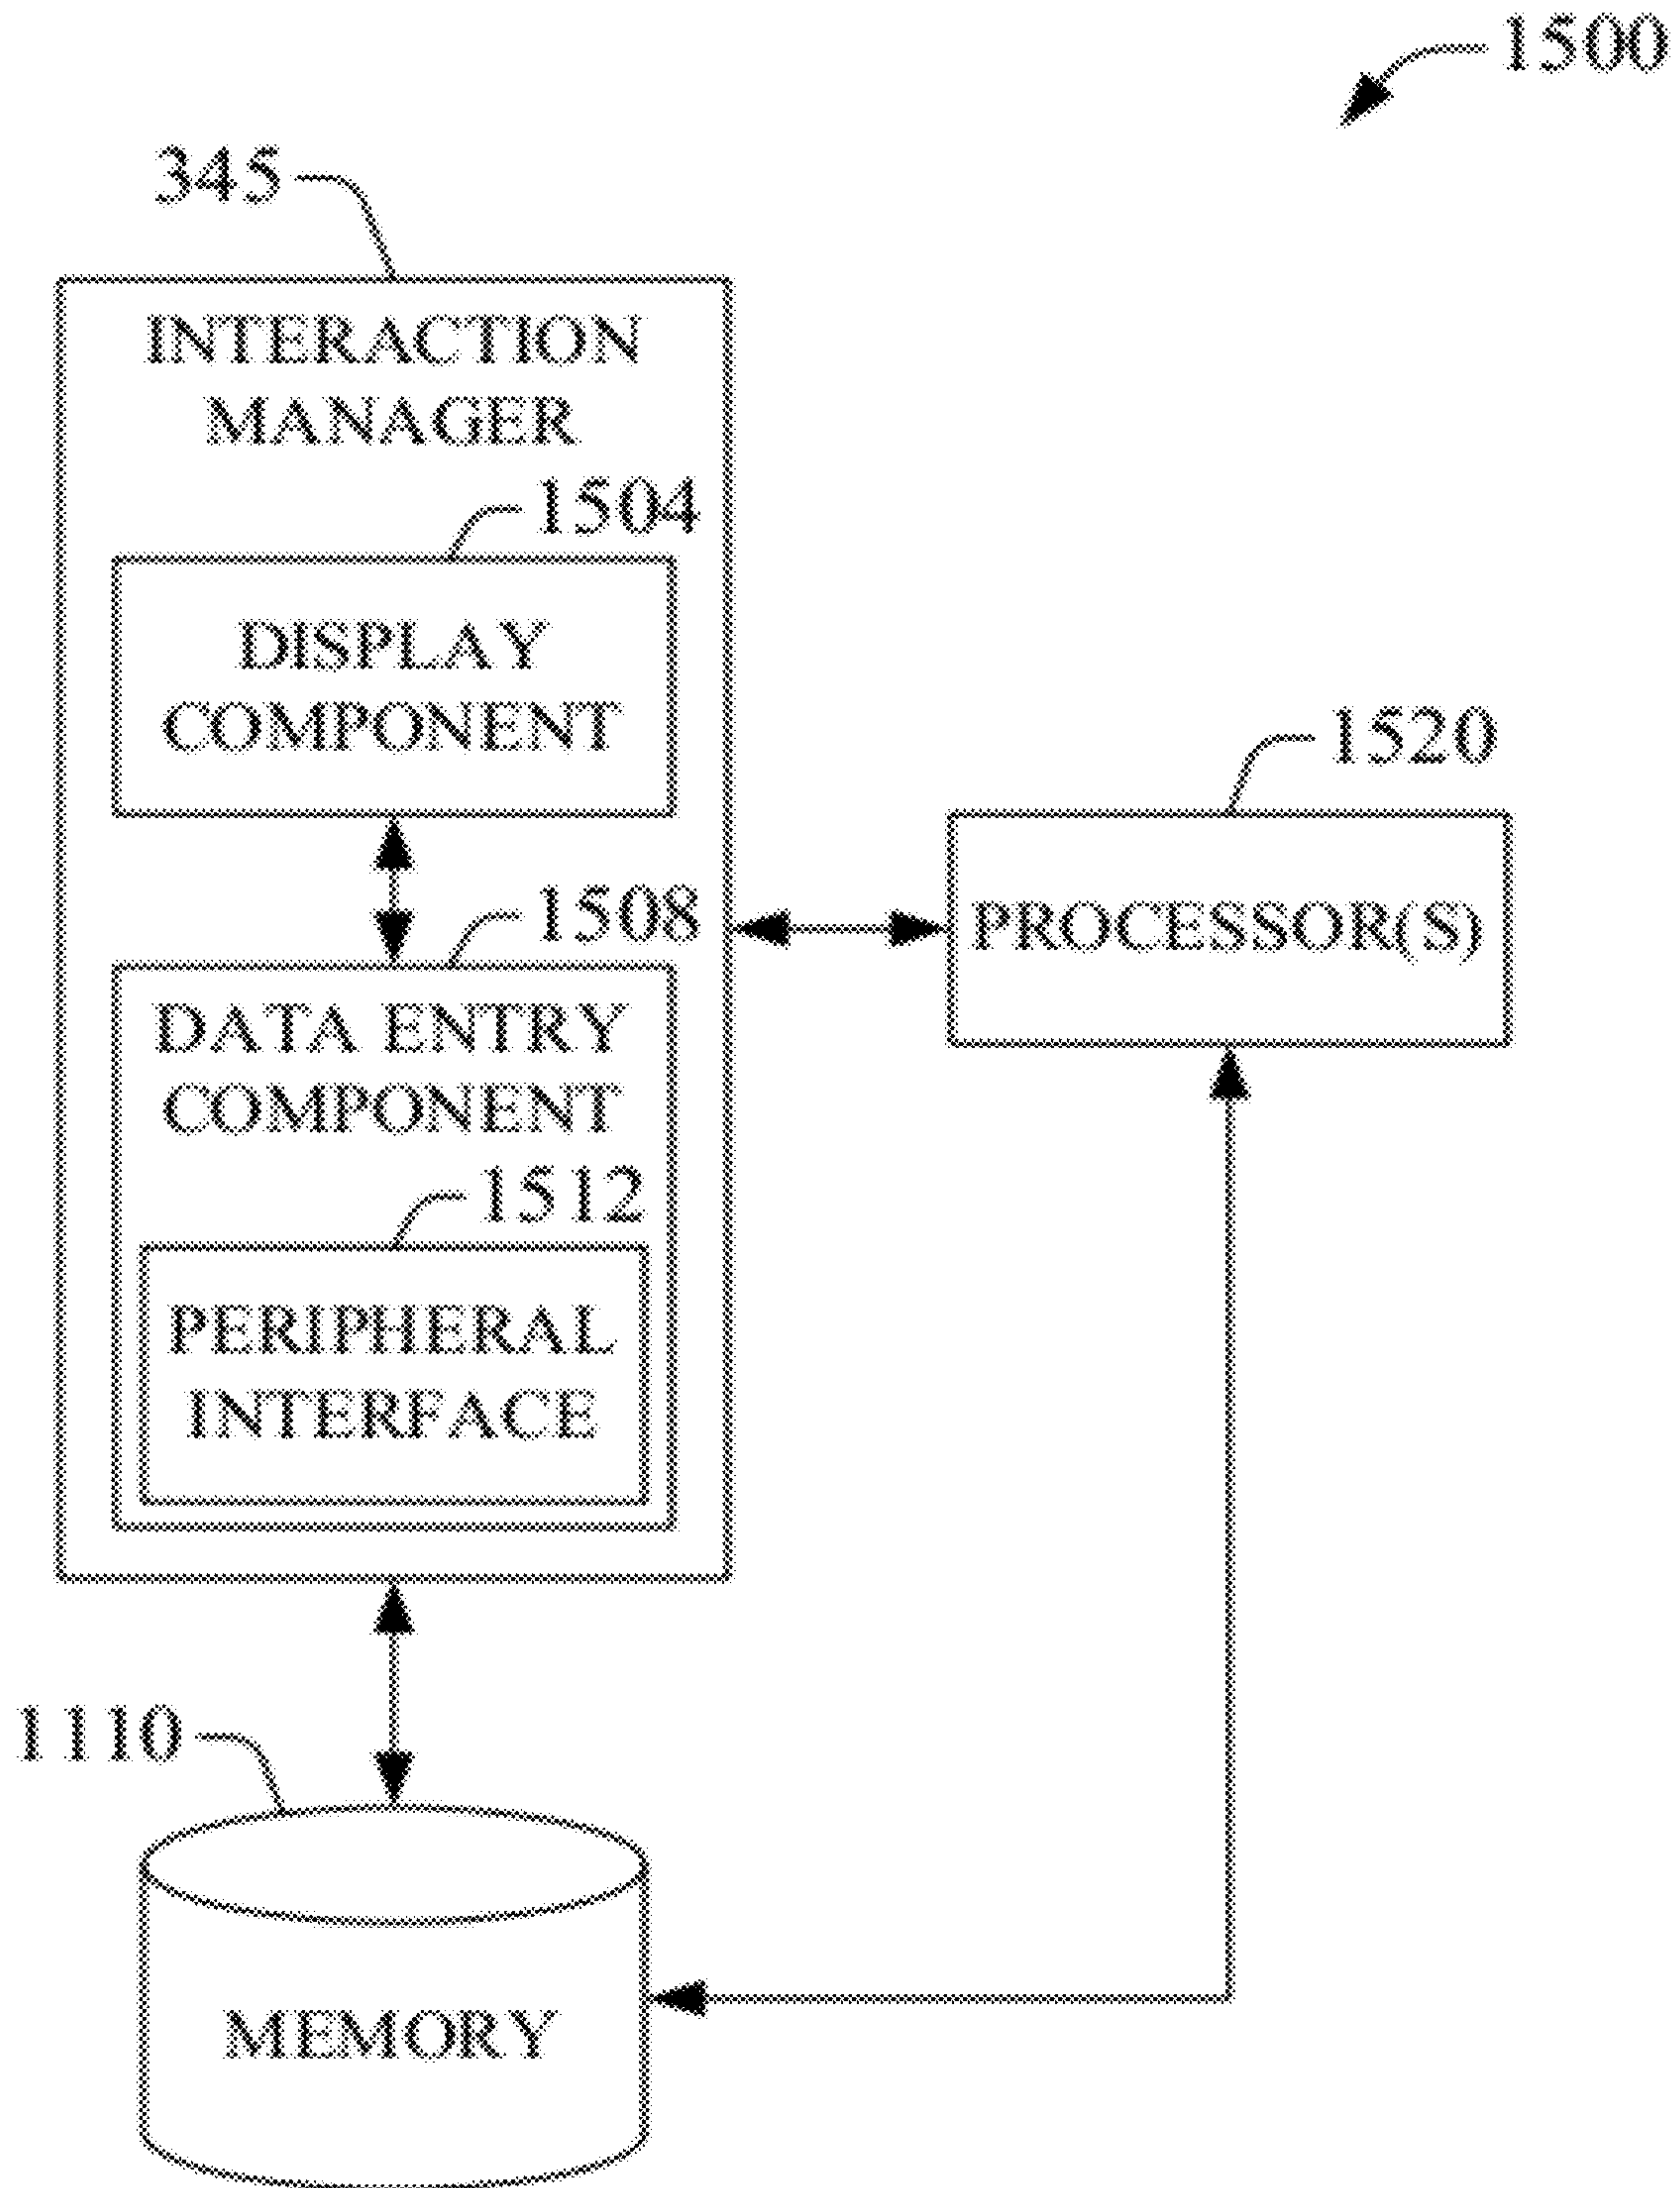 1500
345
INTERACTION
MANAGER
1504
DISPLAY
COMPONENT
1520
PROCESSOR(S)
1508
DATA ENTRY
COMPONENT
1512
PERIPHERAL
INTERFACE
1110
MEMORY